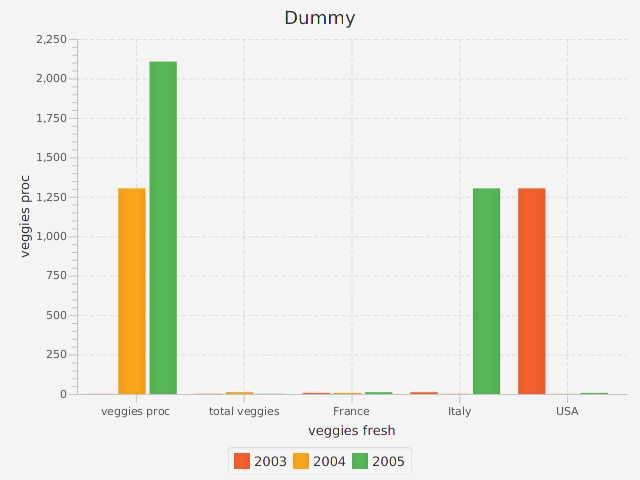 Dummy
2,250
2,000
1,750
1,500
1,250
1,000
750
500
250
0
veggies proc
veggies proc total veggies France Italy USA
veggies fresh
2003 2004 2005